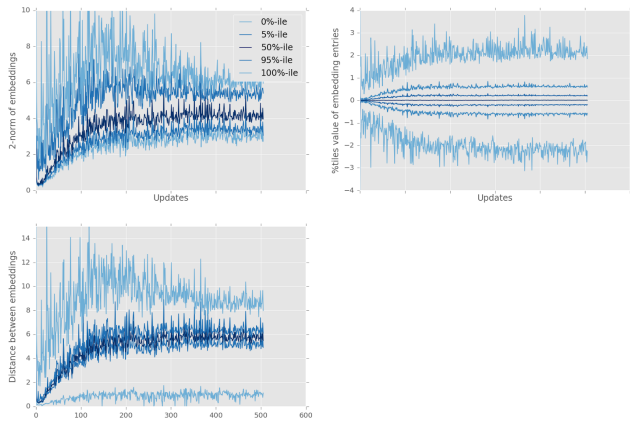 10
8
6
4
2
0
2-norm of embeddings
0%-ile
5%-ile
50%-ile
95%-ile
100%-ile
Updates
4
3
2
1
0
−1
−2
−3
−4
%tiles value of embedding entries
Updates
14
12
10
8
6
4
2
0
Distance between embeddings
0 100 200 300 400 500 600